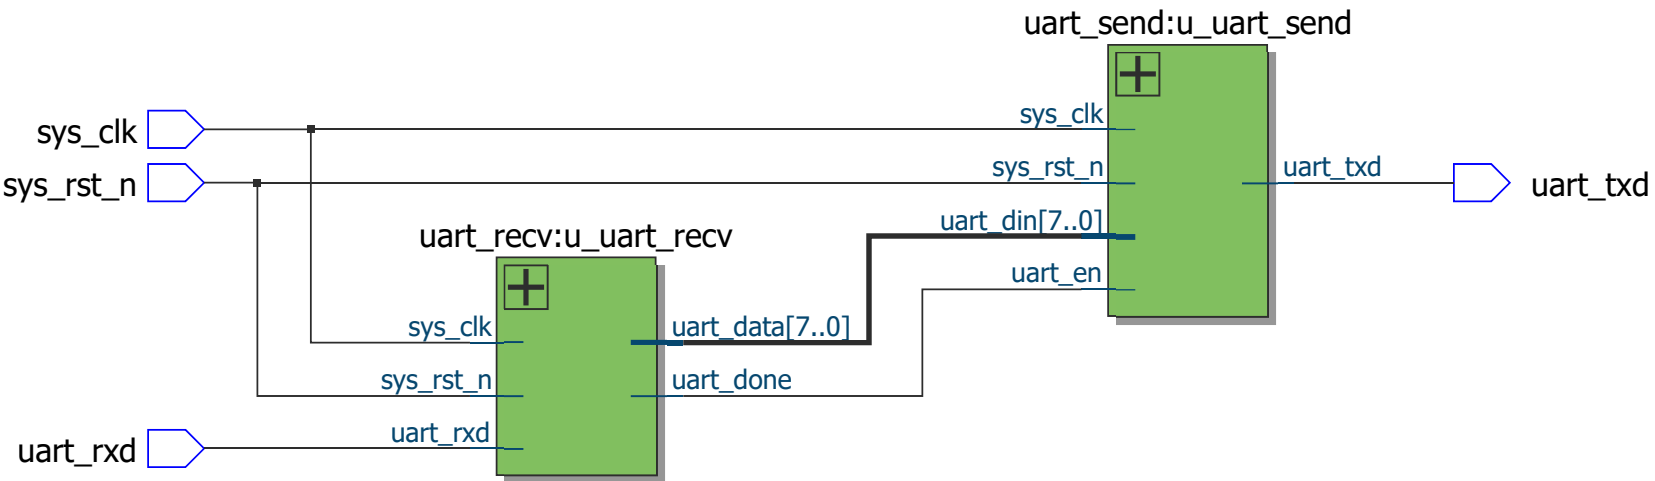 uart_send:u_uart_send
sys_clk
sys_clk
sys_rst_n
sys_rst_n
uart_txd
uart_txd
uart_din[7..0]
uart_en
uart_recv:u_uart_recv
sys_clk
uart_data[7..0]
sys_rst_n
uart_done
uart_rxd
uart_rxd